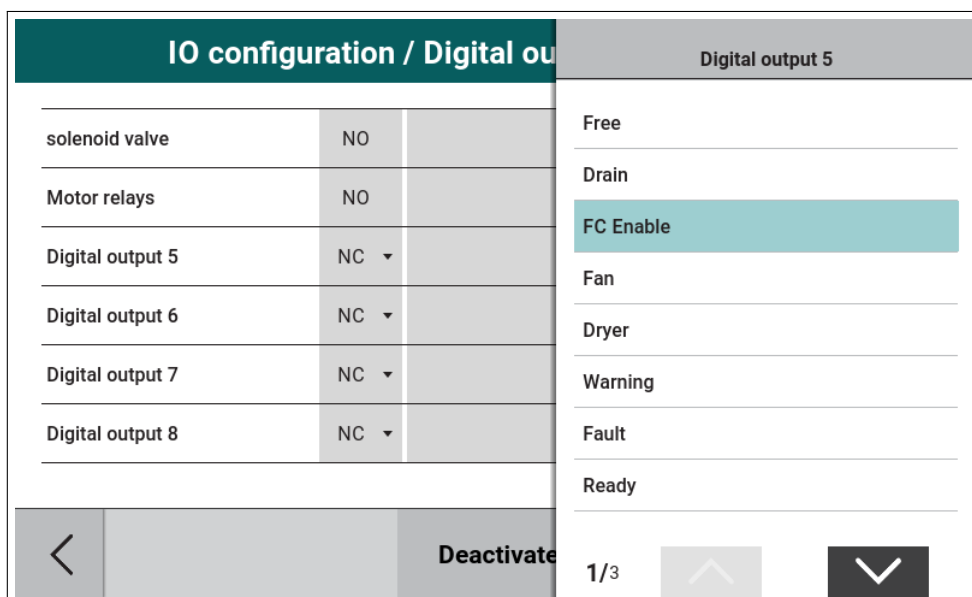 IO configuration / Digital ou
solenoid valve NO
Motor relays NO
Digital output 5 NC
Digital output 6 NC
Digital output 7 NC
Digital output 8 NC
Deactivate
Digital output 5
Free
Drain
FC Enable
Fan
Dryer
Warning
Fault
Ready
1/3